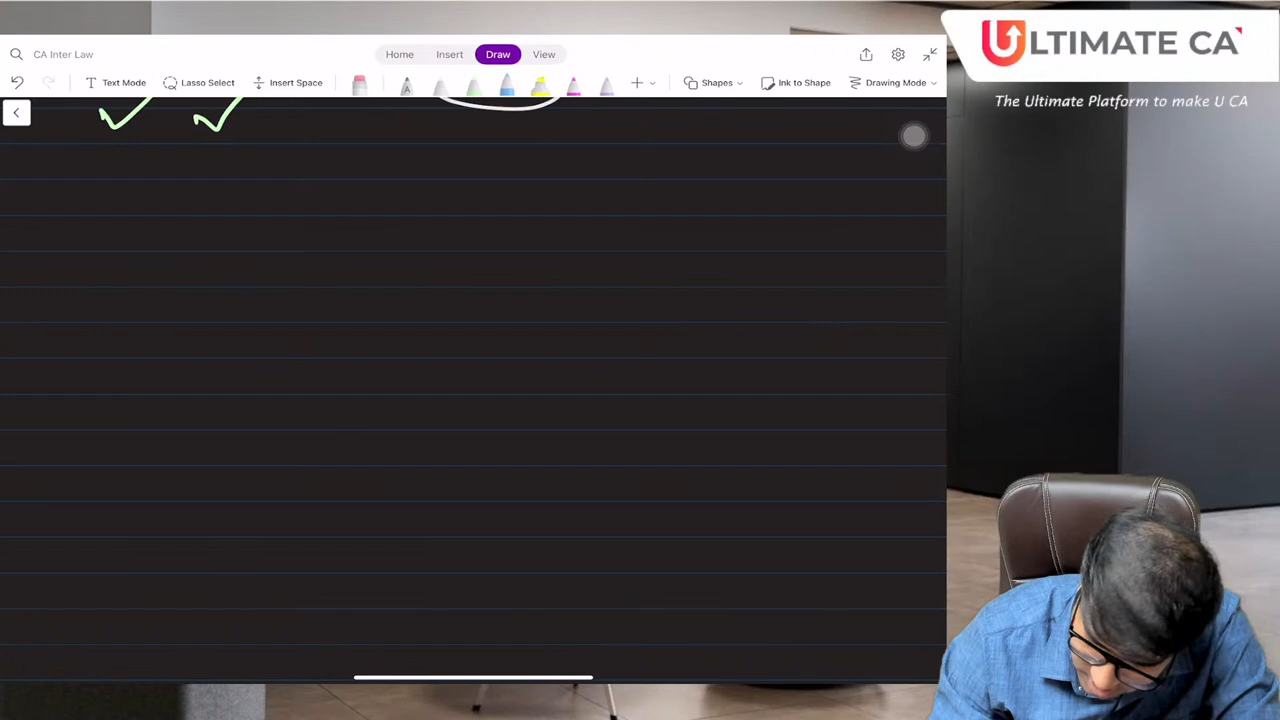 ULTIMATE CA
The Ultimate Platform to make U CA
CA Inter Law
Home Insert Draw View
Text Mode Lasso Select Insert Space Shapes Ink to Shape Drawing Mode